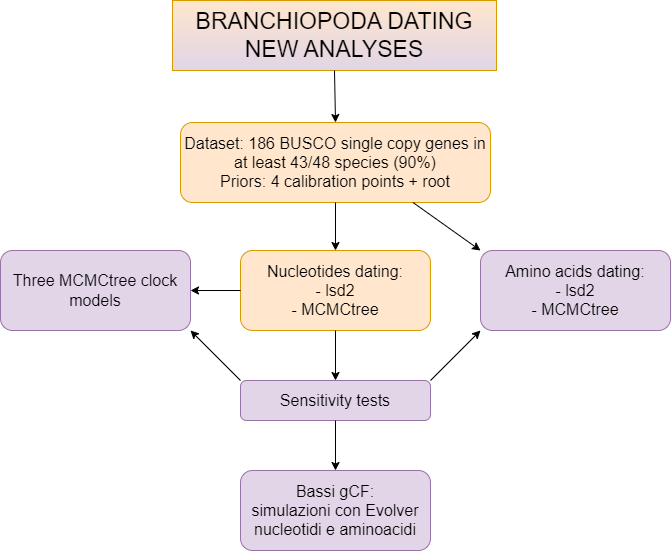 BRANCHIOPODA DATING
NEW ANALYSES
Dataset: 186 BUSCO single copy genes in
at least 43/48 species (90%)
Priors: 4 calibration points + root
Three MCMCtree clock
models
Nucleotides dating:
- lsd2
- MCMCtree
Amino acids dating:
- lsd2
- MCMCtree
Sensitivity tests
Bassi gCF:
simulazioni con Evolver
nucleotidi e aminoacidi